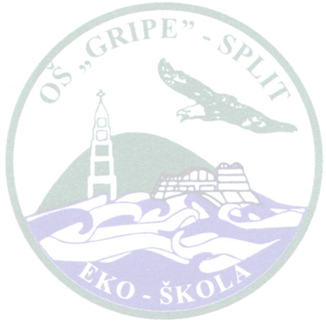 OŠ „GRIPE” - SPLIT
EKO - ŠKOLA